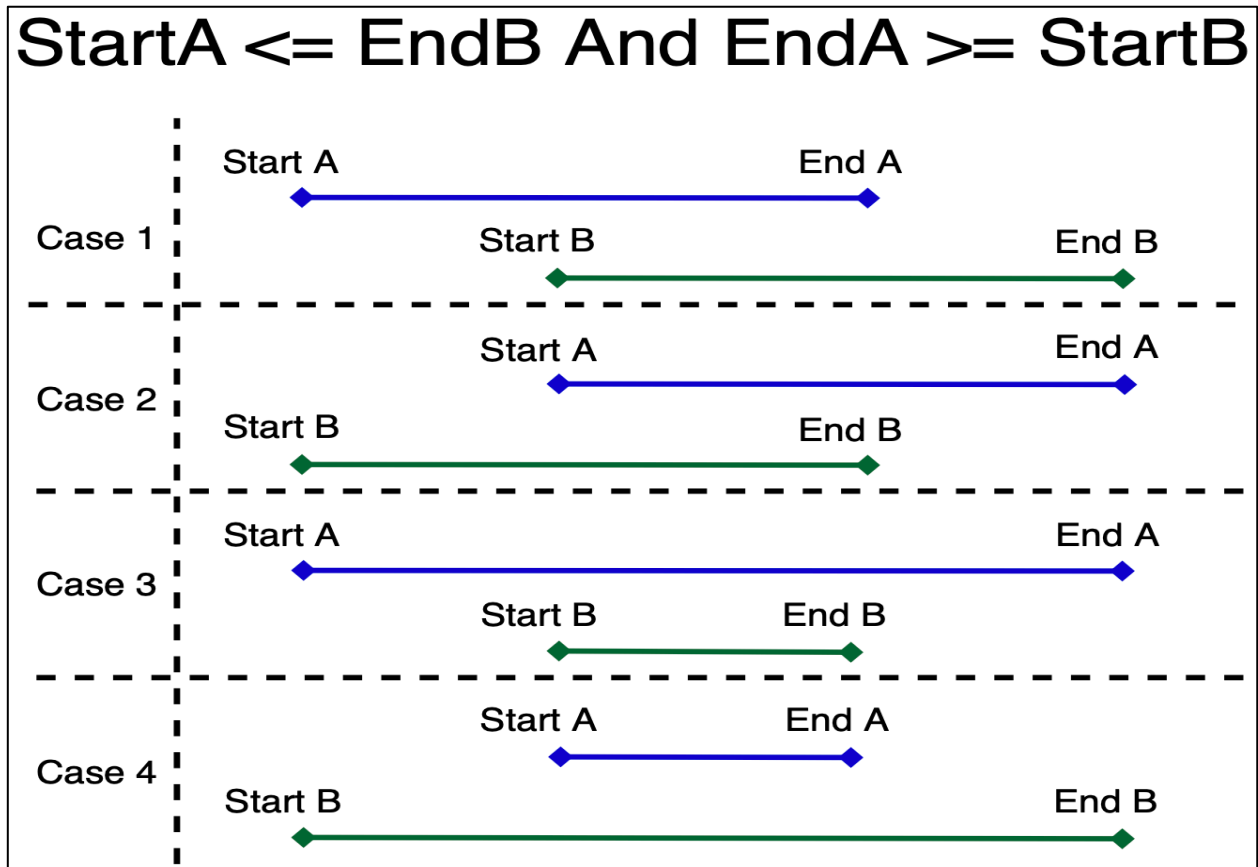 StartA <= EndB And EndA >= StartB
Start A End A
Case 1
Start B End B
Start A End A
Case 2
Start B End B
Start A End A
Case 3
Start B End B
Start A End A
Case 4
Start B End B